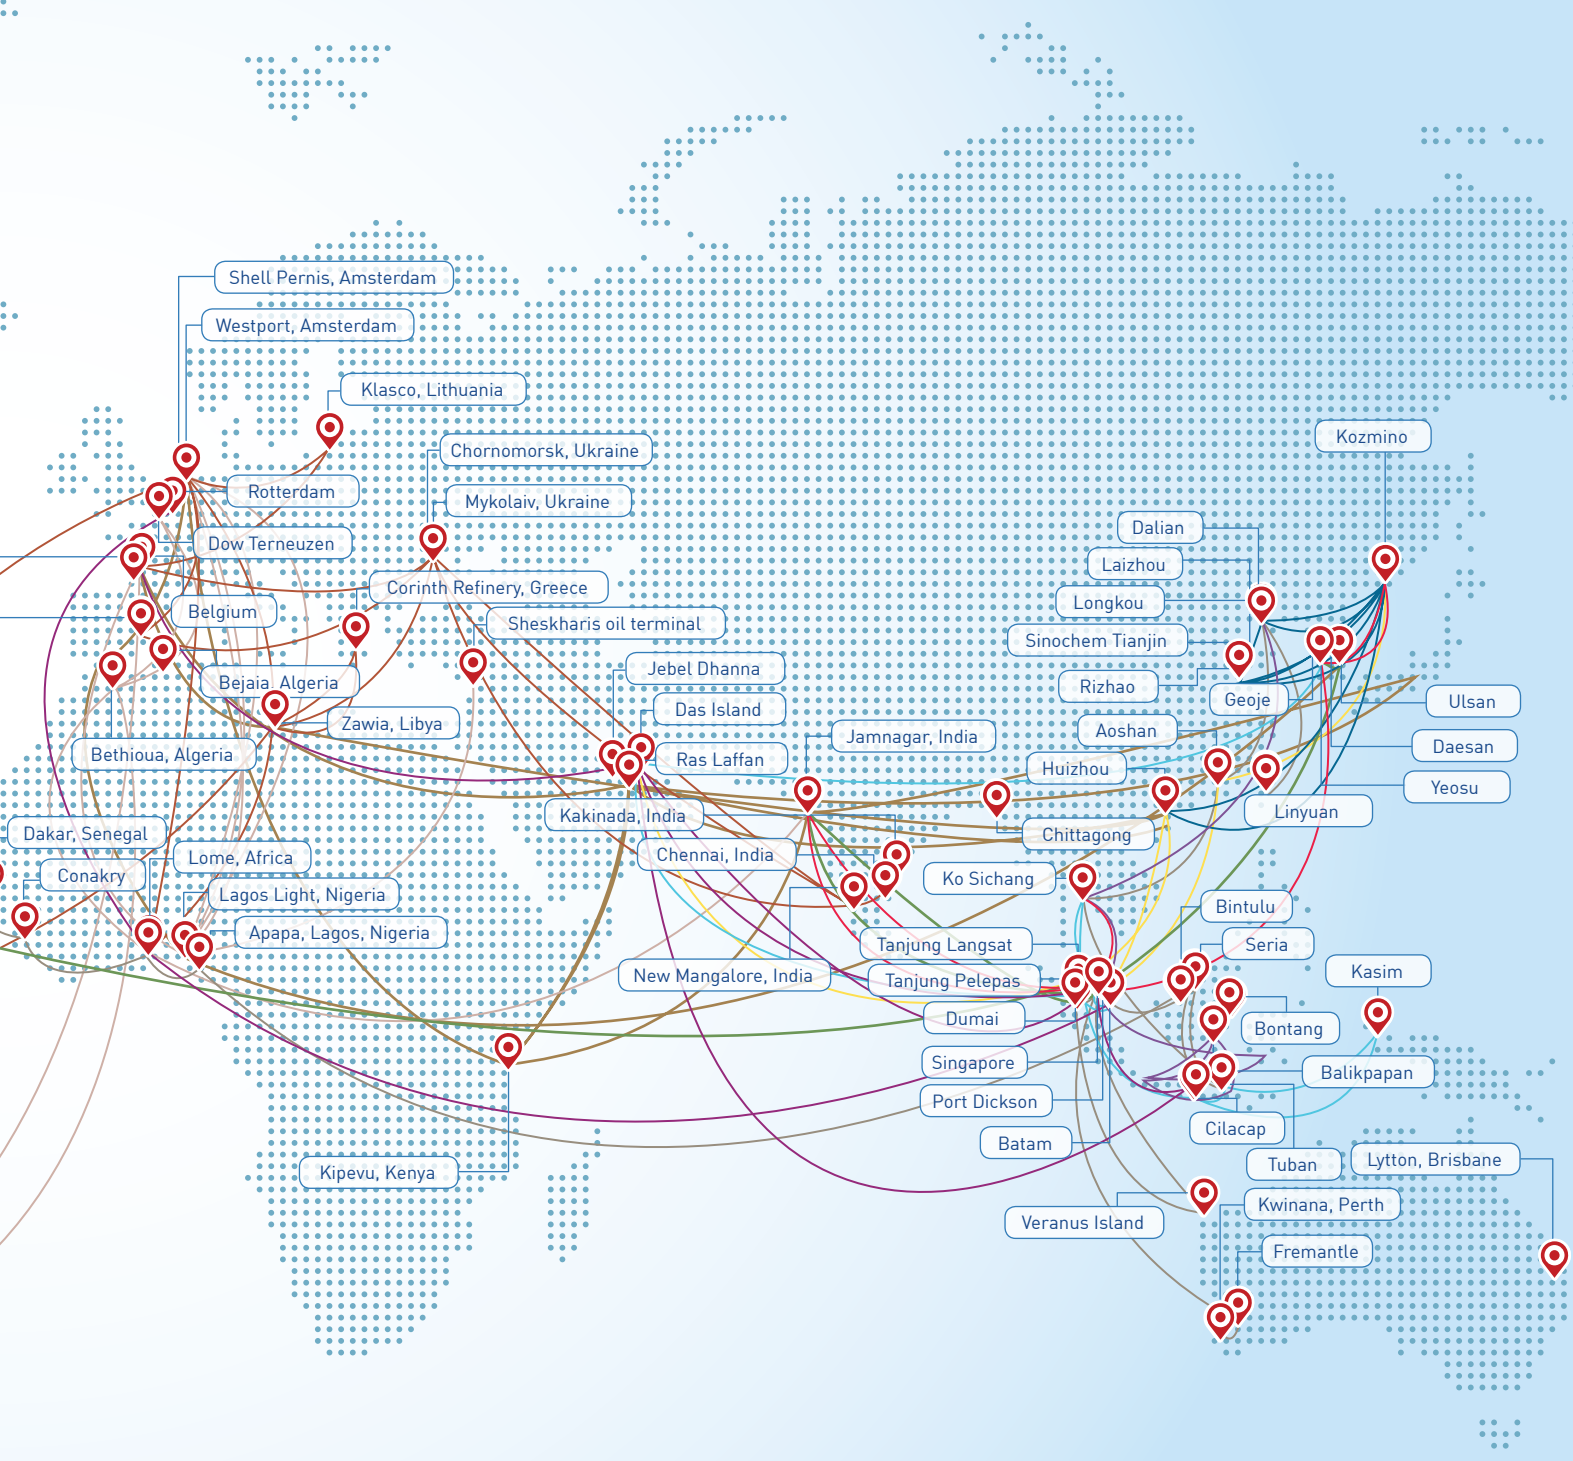 Shell Pernis, Amsterdam
Westport, Amsterdam
Klasco, Lithuania
Kozmino
Chornomorsk, Ukraine
Rotterdam
Mykolaiv, Ukraine
Dalian
Dow Terneuzen
Laizhou
Corinth Refinery, Greece
Longkou
Belgium
Sheskharis oil terminal
Sinochem Tianjin
Jebel Dhanna
Bejaia, Algeria
Rizhao
Geoje
Ulsan
Das Island
Zawia, Libya
Aoshan
Jamnagar, India
Daesan
Bethioua, Algeria
Ras Laffan
Huizhou
Yeosu
Linyuan
Kakinada, India
Dakar, Senegal
Chittagong
Lome, Africa
Chennai, India
Conakry
Ko Sichang
Lagos Light, Nigeria
Bintulu
Apapa, Lagos, Nigeria
Tanjung Langsat
Seria
Kasim
New Mangalore, India
Tanjung Pelepas
Dumai
Bontang
Singapore
Balikpapan
Port Dickson
Cilacap
Batam
Tuban
Lytton, Brisbane
Kipevu, Kenya
Kwinana, Perth
Veranus Island
Fremantle